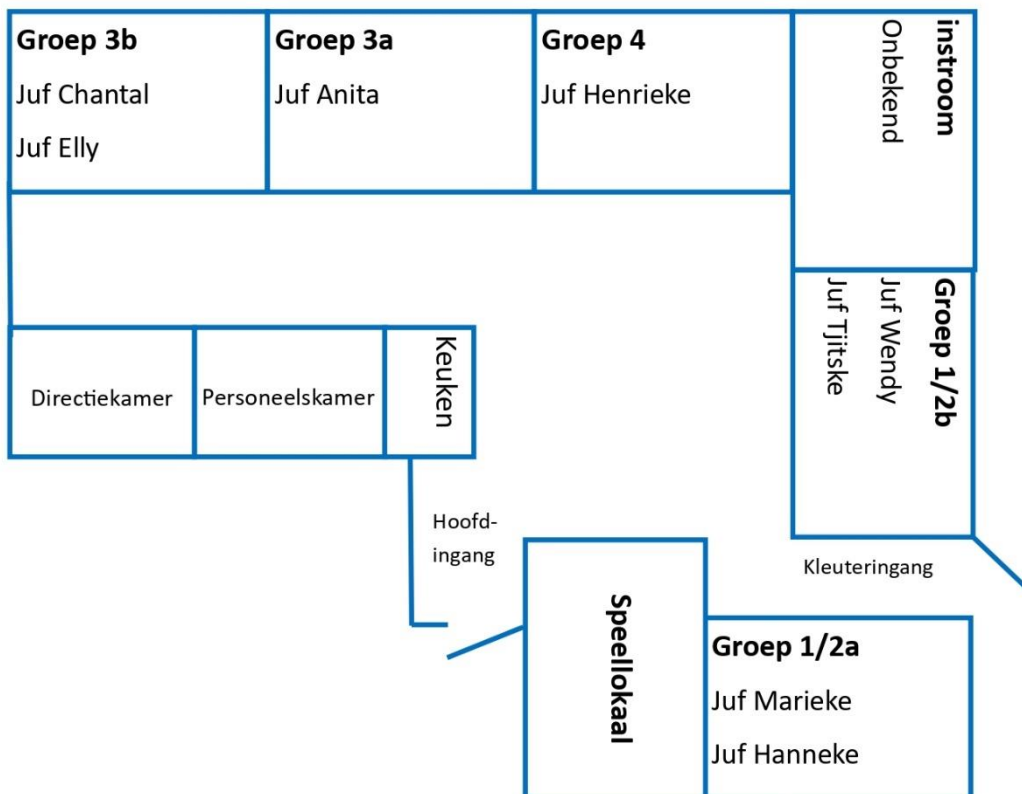 Groep 3b
Juf Chantal
Juf Elly
Groep 3a
Juf Anita
Groep 4
Juf Henrieke
instroom
Onbekend
Groep 1/2b
Juf Wendy
Juf Tjitske
Directiekamer
Personeelskamer
Keuken
Hoofd-
ingang
Kleuteringang
Speellokaal
Groep 1/2a
Juf Marieke
Juf Hanneke